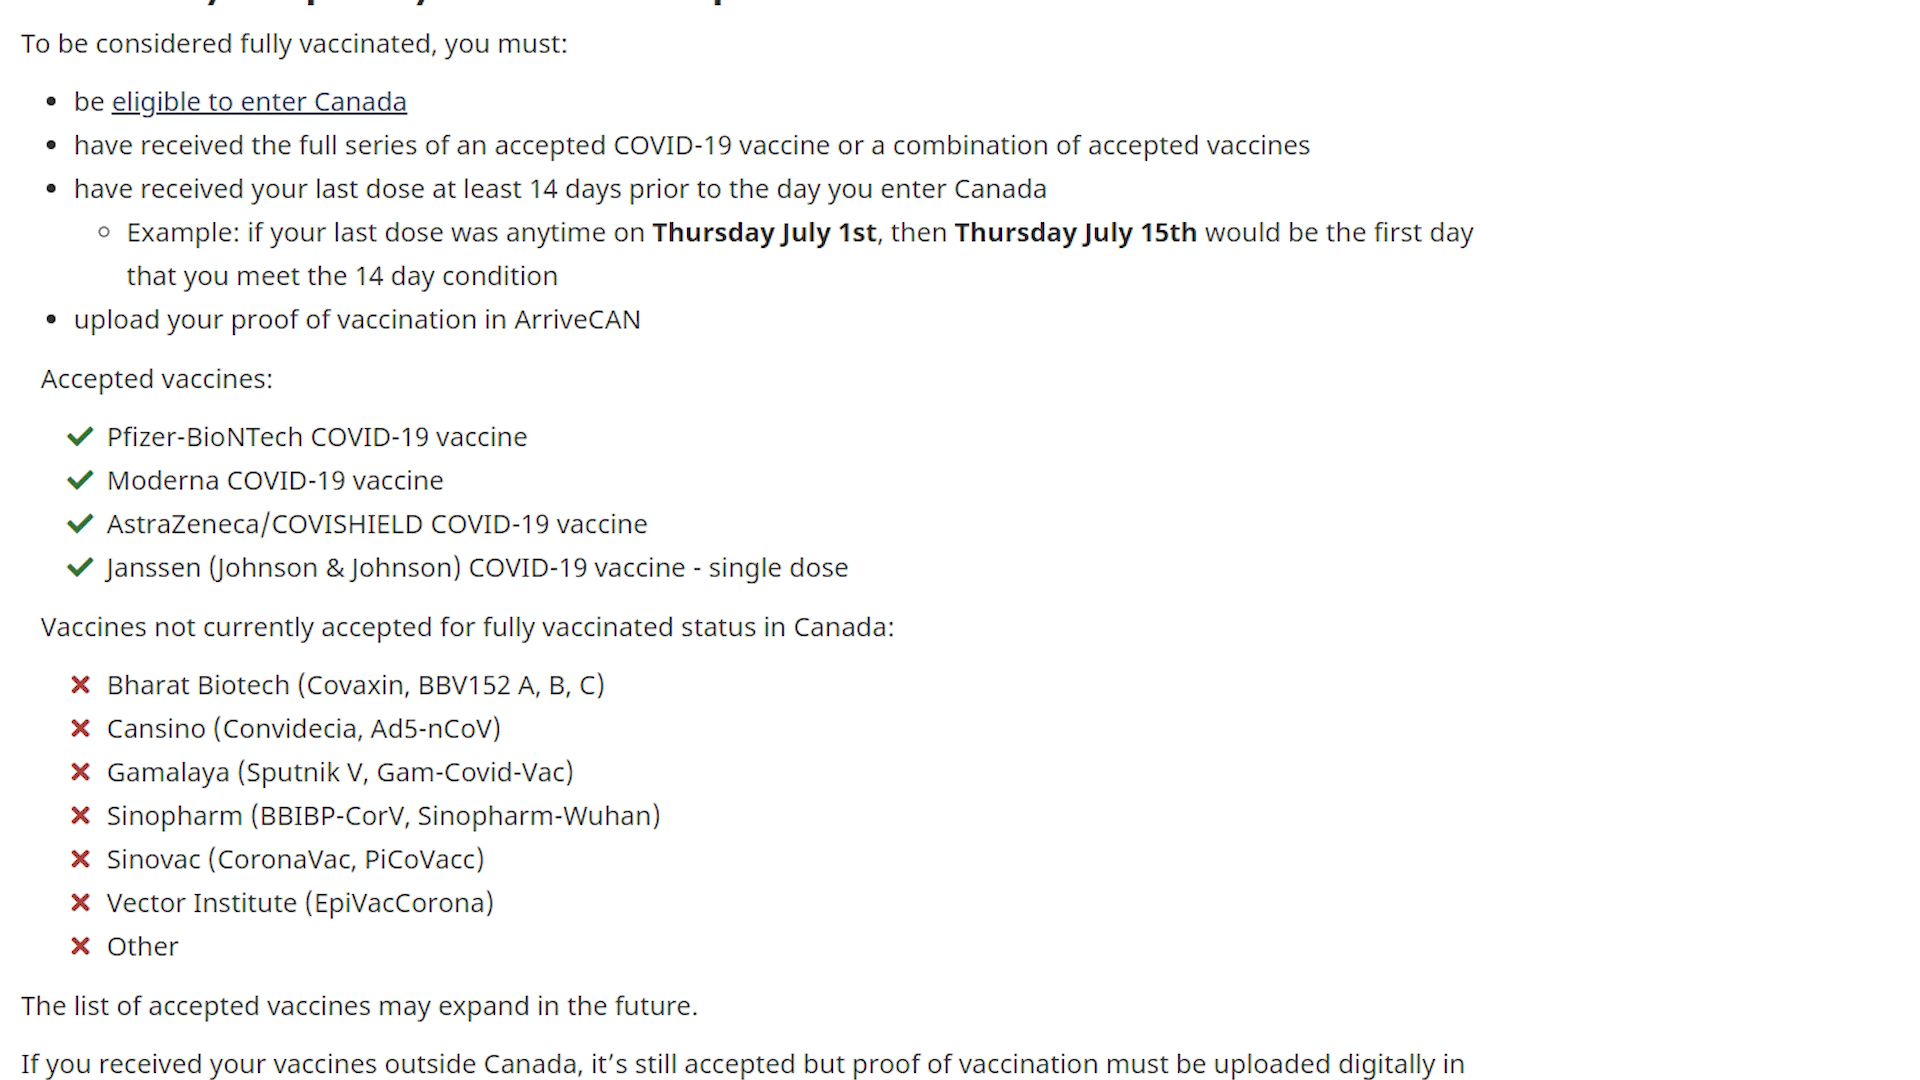 To be considered fully vaccinated, you must:
be eligible to enter Canada
have received the full series of an accepted COVID-19 vaccine or a combination of accepted vaccines
have received your last dose at least 14 days prior to the day you enter Canada
Example: if your last dose was anytime on Thursday July 1st, then Thursday July 15th would be the first day
that you meet the 14 day condition
upload your proof of vaccination in ArriveCAN
Accepted vaccines:
Pfizer-BioNTech COVID-19 vaccine
Moderna COVID-19 vaccine
AstraZeneca/COVISHIELD COVID-19 vaccine
Janssen (Johnson & Johnson) COVID-19 vaccine - single dose
Vaccines not currently accepted for fully vaccinated status in Canada:
Bharat Biotech (Covaxin, BBV152 A, B, C)
Cansino (Convidecia, Ad5-nCoV)
Gamalaya (Sputnik V, Gam-Covid-Vac)
Sinopharm (BBIBP-CorV, Sinopharm-Wuhan)
Sinovac (CoronaVac, PiCoVacc)
Vector Institute (EpiVacCorona)
Other
The list of accepted vaccines may expand in the future.
If you received your vaccines outside Canada, it’s still accepted but proof of vaccination must be uploaded digitally in